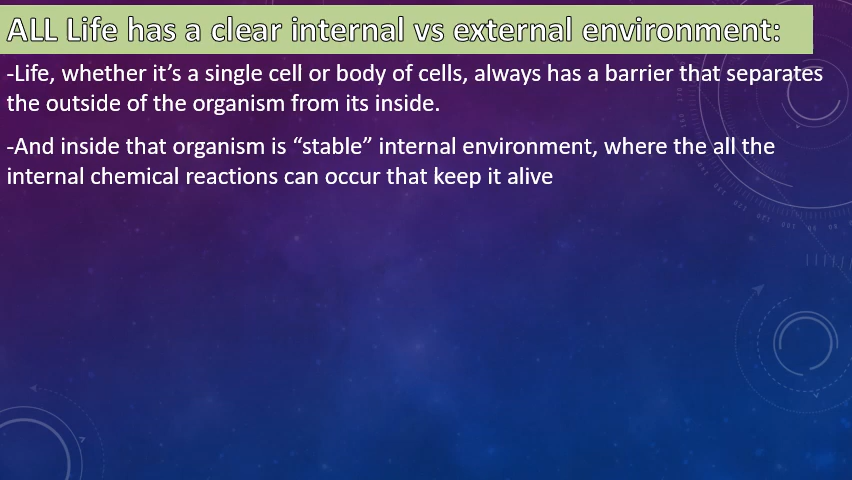 ALL Life has a clear internal vs external environment:
-Life, whether it’s a single cell or body of cells, always has a barrier that separates
the outside of the organism from its inside.
-And inside that organism is “stable” internal environment, where the all the
internal chemical reactions can occur that keep it alive